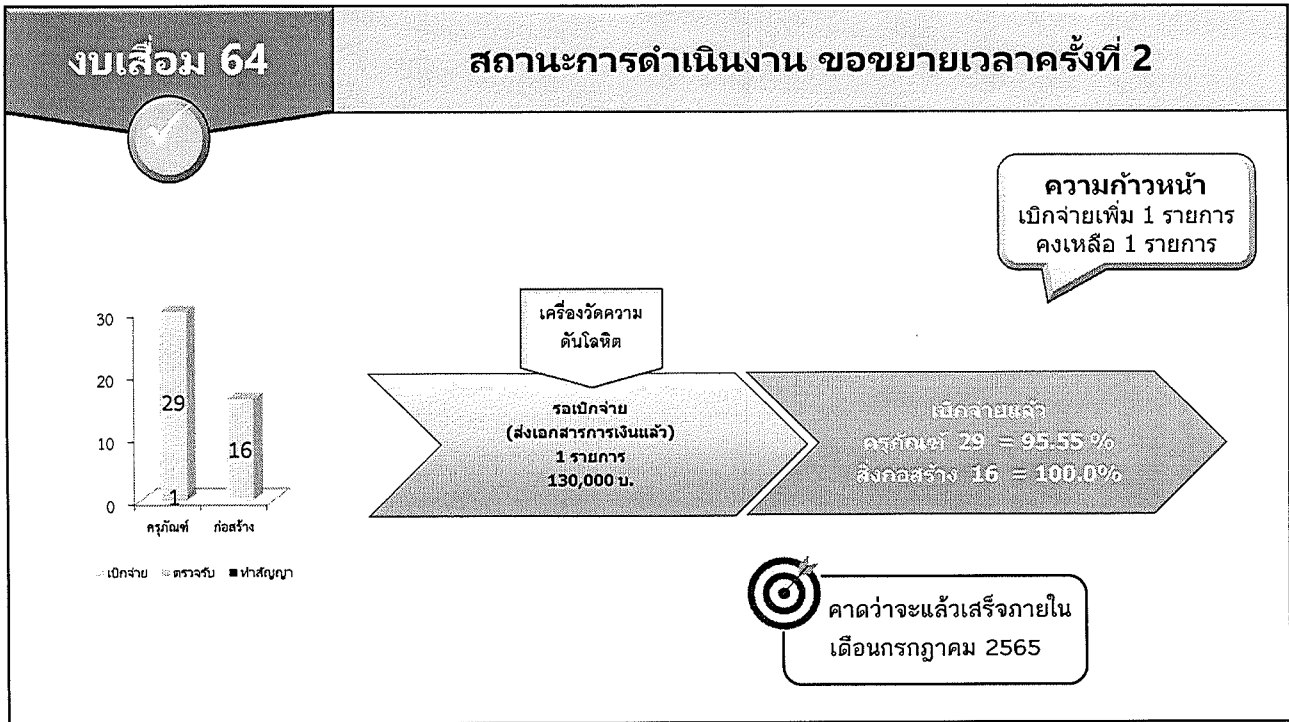 งบเสื่อม 64
สถานะการดำเนินงาน ขอขยายเวลาครั้งที่ 2
ความก้าวหน้า
เบิกจ่ายเพิ่ม 1 รายการ
คงเหลือ 1 รายการ
เครื่องวัดความ
ดันโลหิต
รอเบิกจ่าย
(ส่งเอกสารการเงินแล้ว)
1 รายการ
130,000 บ.
เบิกจ่ายแล้ว
ครุภัณฑ์ 29 = 95.55 %
สิ่งก่อสร้าง 16 = 100.0%
30
20
10
0
29
1
16
ครุภัณฑ์ ก่อสร้าง
เบิกจ่าย ตรวจรับ ทำสัญญา
คาดว่าจะแล้วเสร็จภายใน
เดือนกรกฎาคม 2565